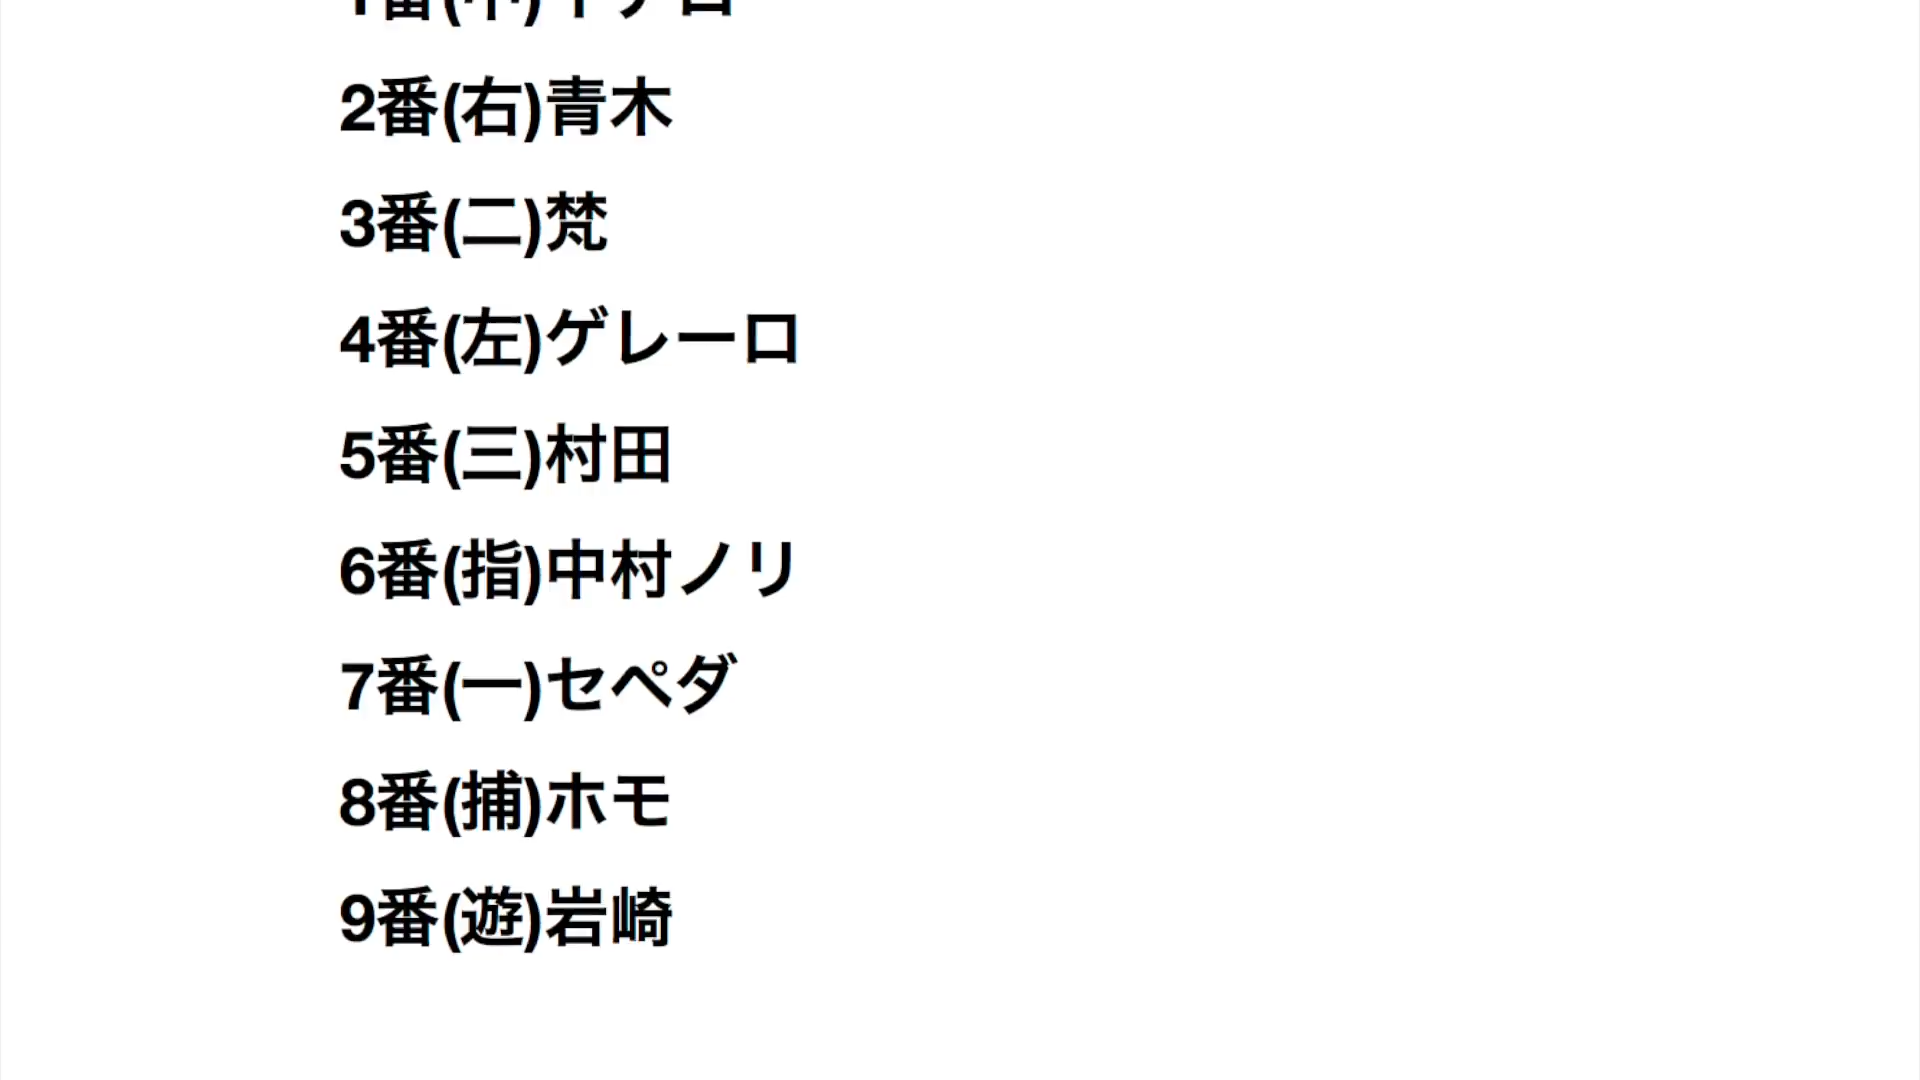 2番(右)青木
3番(二)梵
4番(左)ゲレーロ
5番(三)村田
6番(指)中村ノリ
7番(一)セペダ
8番(捕)ホモ
9番(遊)岩崎